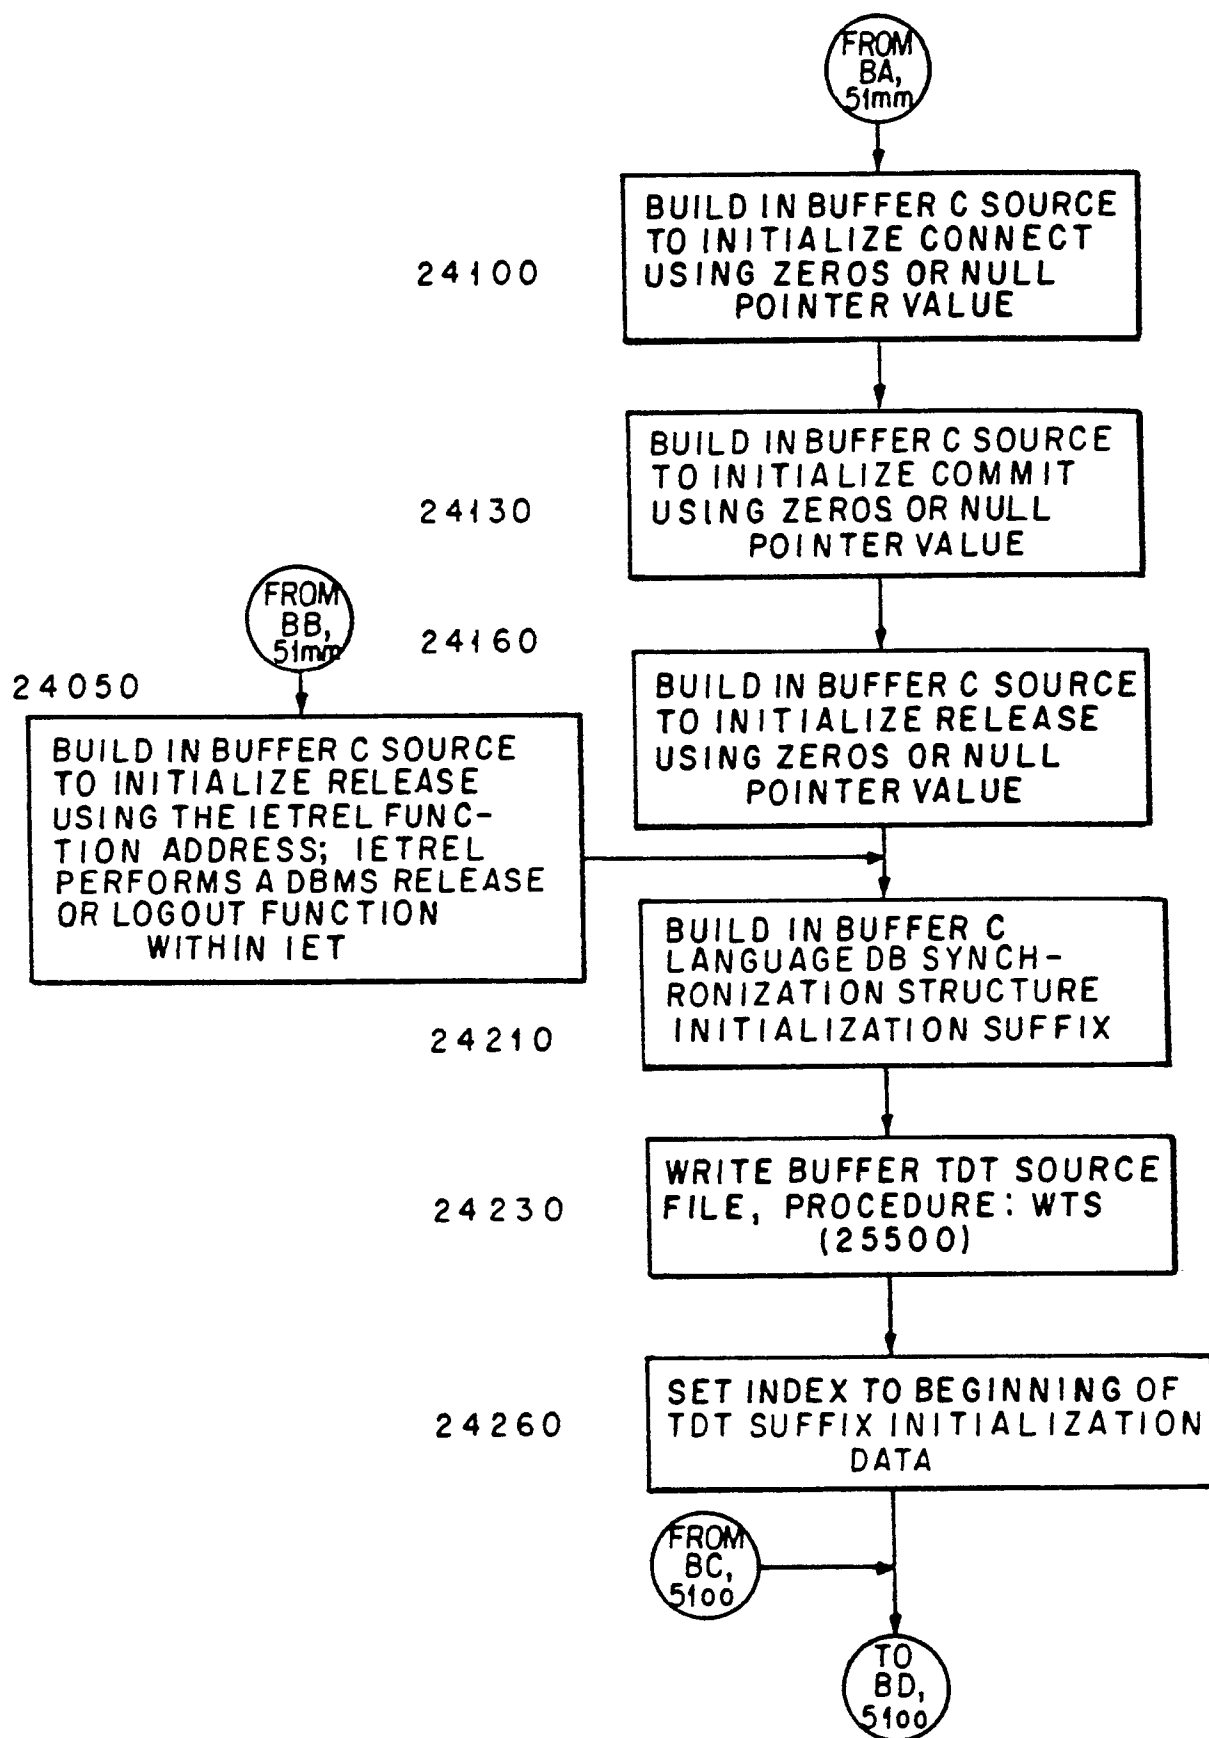 FROM
BA,
51mm
BUILD IN BUFFER C SOURCE
TO INITIALIZE CONNECT
USING ZEROS OR NULL
POINTER VALUE
24100
BUILD IN BUFFER C SOURCE
TO INITIALIZE COMMIT
USING ZEROS OR NULL
POINTER VALUE
24130
FROM
BB,
51mm
24160
BUILD IN BUFFER C SOURCE
TO INITIALIZE RELEASE
USING ZEROS OR NULL
POINTER VALUE
24050
BUILD IN BUFFER C SOURCE
TO INITIALIZE RELEASE
USING THE IETREL FUNC-
TION ADDRESS; IETREL
PERFORMS A DBMS RELEASE
OR LOGOUT FUNCTION
WITHIN IET
BUILD IN BUFFER C
LANGUAGE DB SYNCH-
RONIZATION STRUCTURE
INITIALIZATION SUFFIX
24210
WRITE BUFFER TDT SOURCE
FILE, PROCEDURE: WTS
(25500)
24230
SET INDEX TO BEGINNING OF
TDT SUFFIX INITIALIZATION
DATA
24260
FROM
BC,
51oo
TO
BD,
51oo